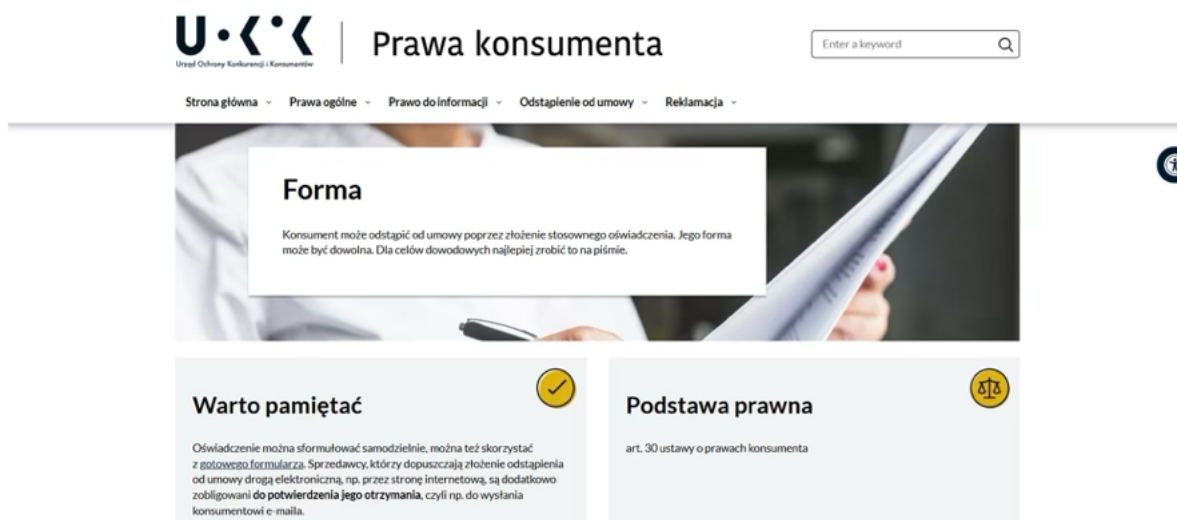 U·K·K
Urząd Ochrony Konkurencji i Konsumentów
Prawa konsumenta
Enter a keyword
Strona główna
Prawa ogólne
Prawo do informacji
Odstąpienie od umowy
Reklamacja
Forma
Konsument może odstąpić od umowy poprzez złożenie stosownego oświadczenia. Jego forma
może być dowolna. Dla celów dowodowych najlepiej zrobić to na piśmie.
Warto pamiętać
Oświadczenie można sformułować samodzielnie, można też skorzystać
z gotowego formularza. Sprzedawcy, którzy dopuszczają złożenie odstąpienia
od umowy drogą elektroniczną, np. przez stronę internetową, są dodatkowo
zobligowani do potwierdzenia jego otrzymania, czyli np. do wysłania
konsumentowi e-maila.
Podstawa prawna
art. 30 ustawy o prawach konsumenta